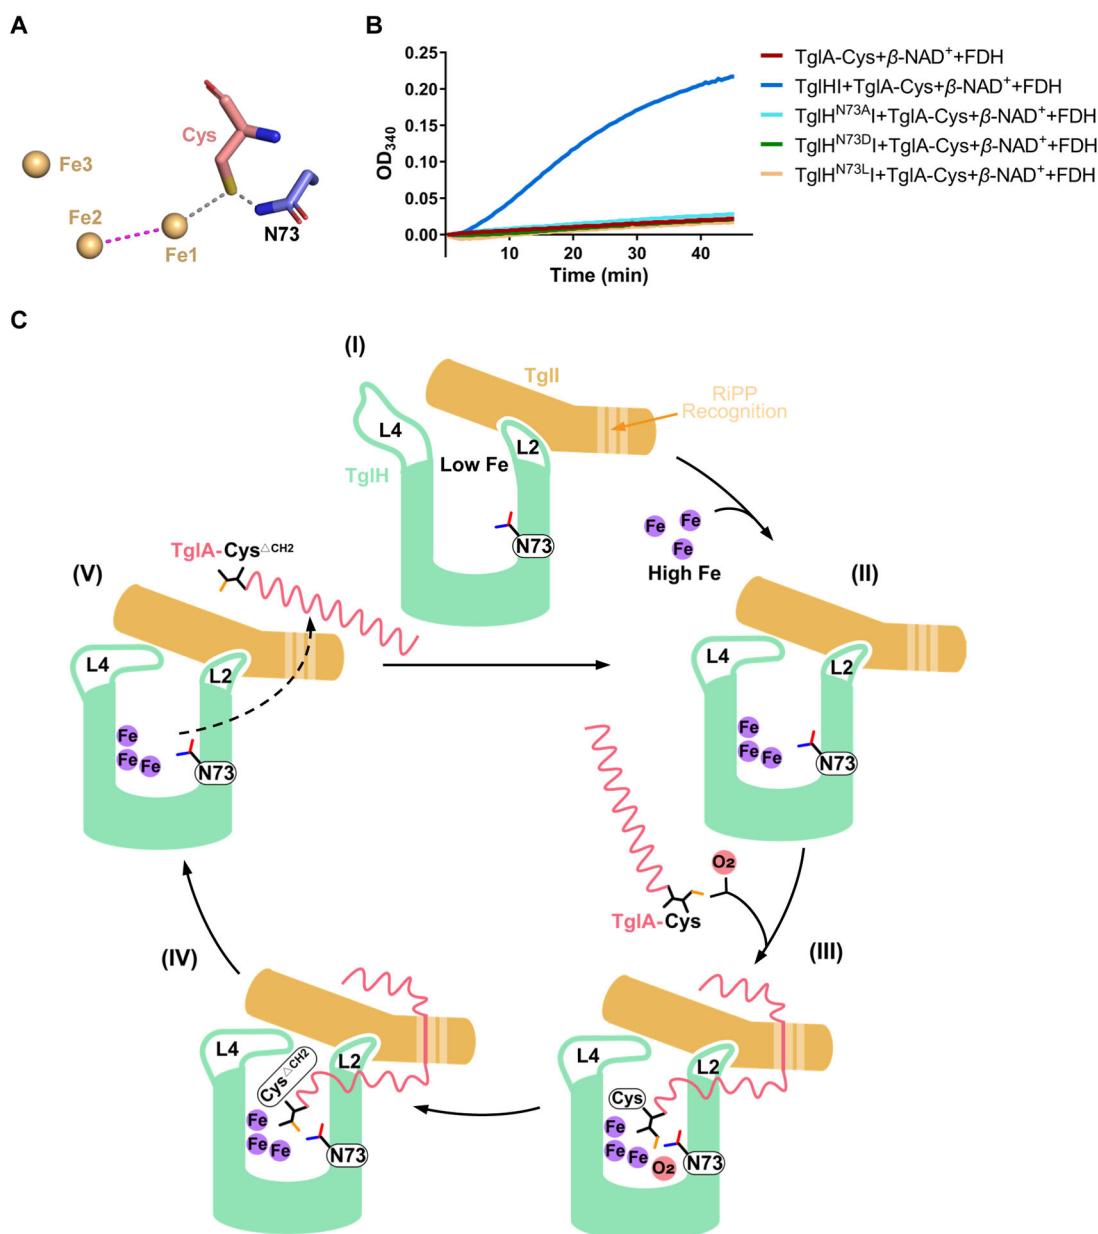 A
Cys
Fe3
Fe2
Fe1
N73
B
0.25
0.20
0.15
0.10
0.05
0.00
OD340
10
20
30
40
Time (min)
TglA-Cys+β-NAD⁺+FDH
TglHI+TglA-Cys+β-NAD⁺+FDH
TglHᴺ⁷³ᴬI+TglA-Cys+β-NAD⁺+FDH
TglHᴺ⁷³ᴰI+TglA-Cys+β-NAD⁺+FDH
TglHᴺ⁷³ᴸI+TglA-Cys+β-NAD⁺+FDH
C
(I)
TglI
RiPP
Recognition
L4
L2
Low Fe
TglH
N73
Fe
Fe
Fe
High Fe
(II)
L4
L2
Fe
Fe
Fe
N73
TglA-Cys
O2
(III)
L4
L2
Cys
Fe
Fe
Fe
O2
N73
(IV)
L4
L2
Cys△CH2
Fe
Fe
Fe
N73
(V)
TglA-Cys△CH2
L4
L2
Fe
Fe
Fe
N73